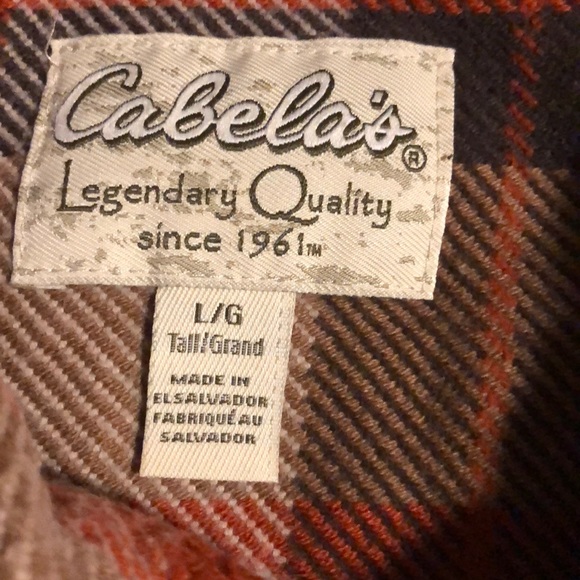 Cabela's®
Legendary Quality
since 1961™
L/G
Tall/Grand
MADE IN
ELSALVADOR
FABRIQUÉ AU
SALVADOR